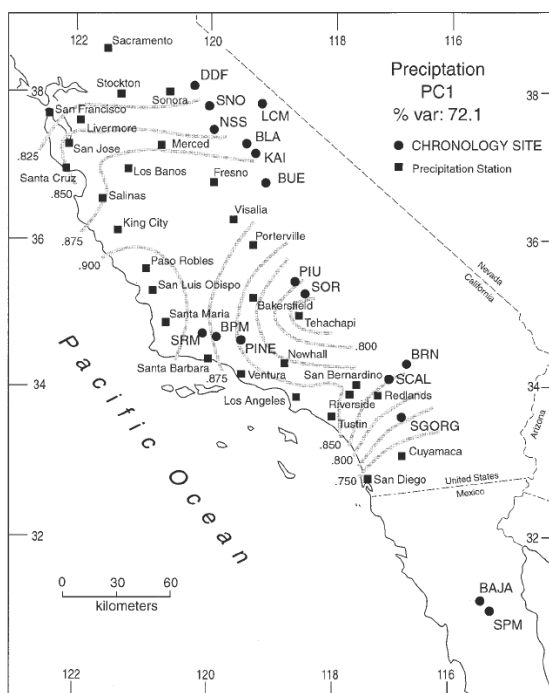 122
120
118
116
Sacramento
38
38
Stockton
DDF
Sonora
SNO
LCM
San Francisco
Livermore
NSS
BLA
.825
San Jose
Merced
KAI
Santa Cruz
Los Banos
Fresno
BUE
.850
Salinas
Precipitation
PC1
% var: 72.1
CHRONOLOGY SITE
Precipitation Station
.875
King City
Visalia
36
36
.900
Porterville
Nevada
California
Paso Robles
PIU
San Luis Obispo
SOR
Bakersfield
Santa Maria
Tehachapi
SRM
BPM
.800
PINE
Newhall
BRN
Santa Barbara
.875
Ventura
San Bernardino
SCAL
34
34
Los Angeles
Riverside
Redlands
Tustin
SGORG
.850
.800
Cuyamaca
.750
San Diego
United States
Mexico
Arizona
Pacific Ocean
32
32
0 30 60
kilometers
BAJA
SPM
122
120
118
116